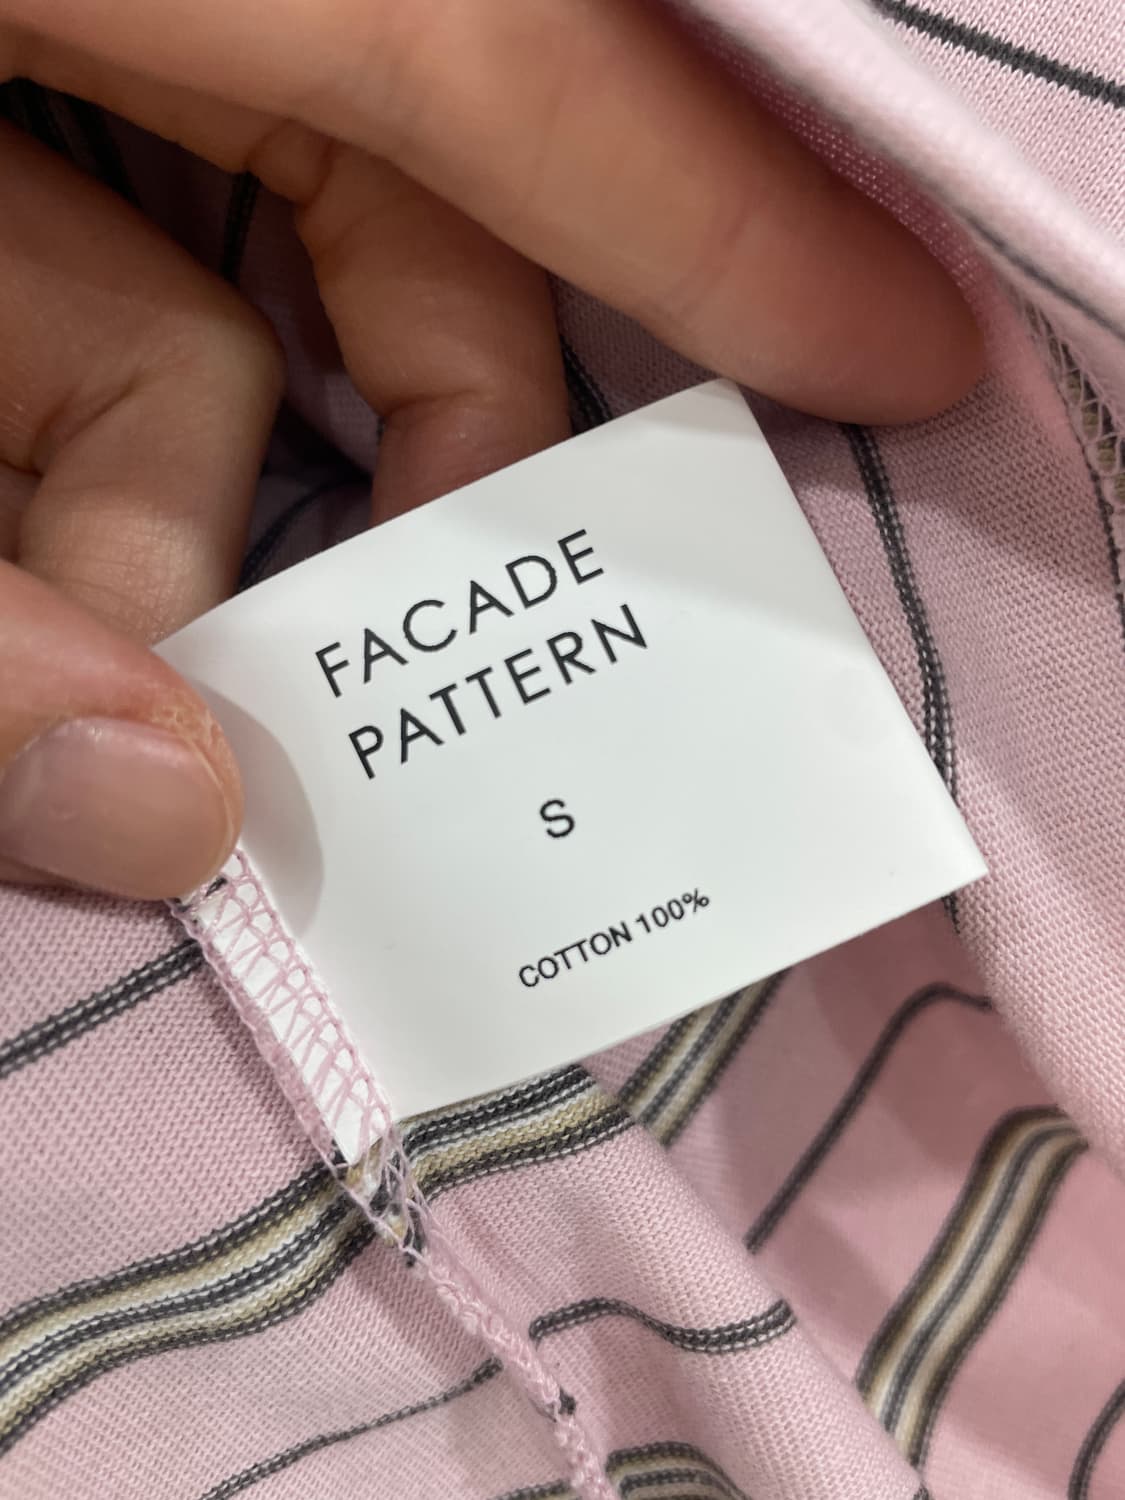 FACADE
PATTERN
S
COTTON 100%